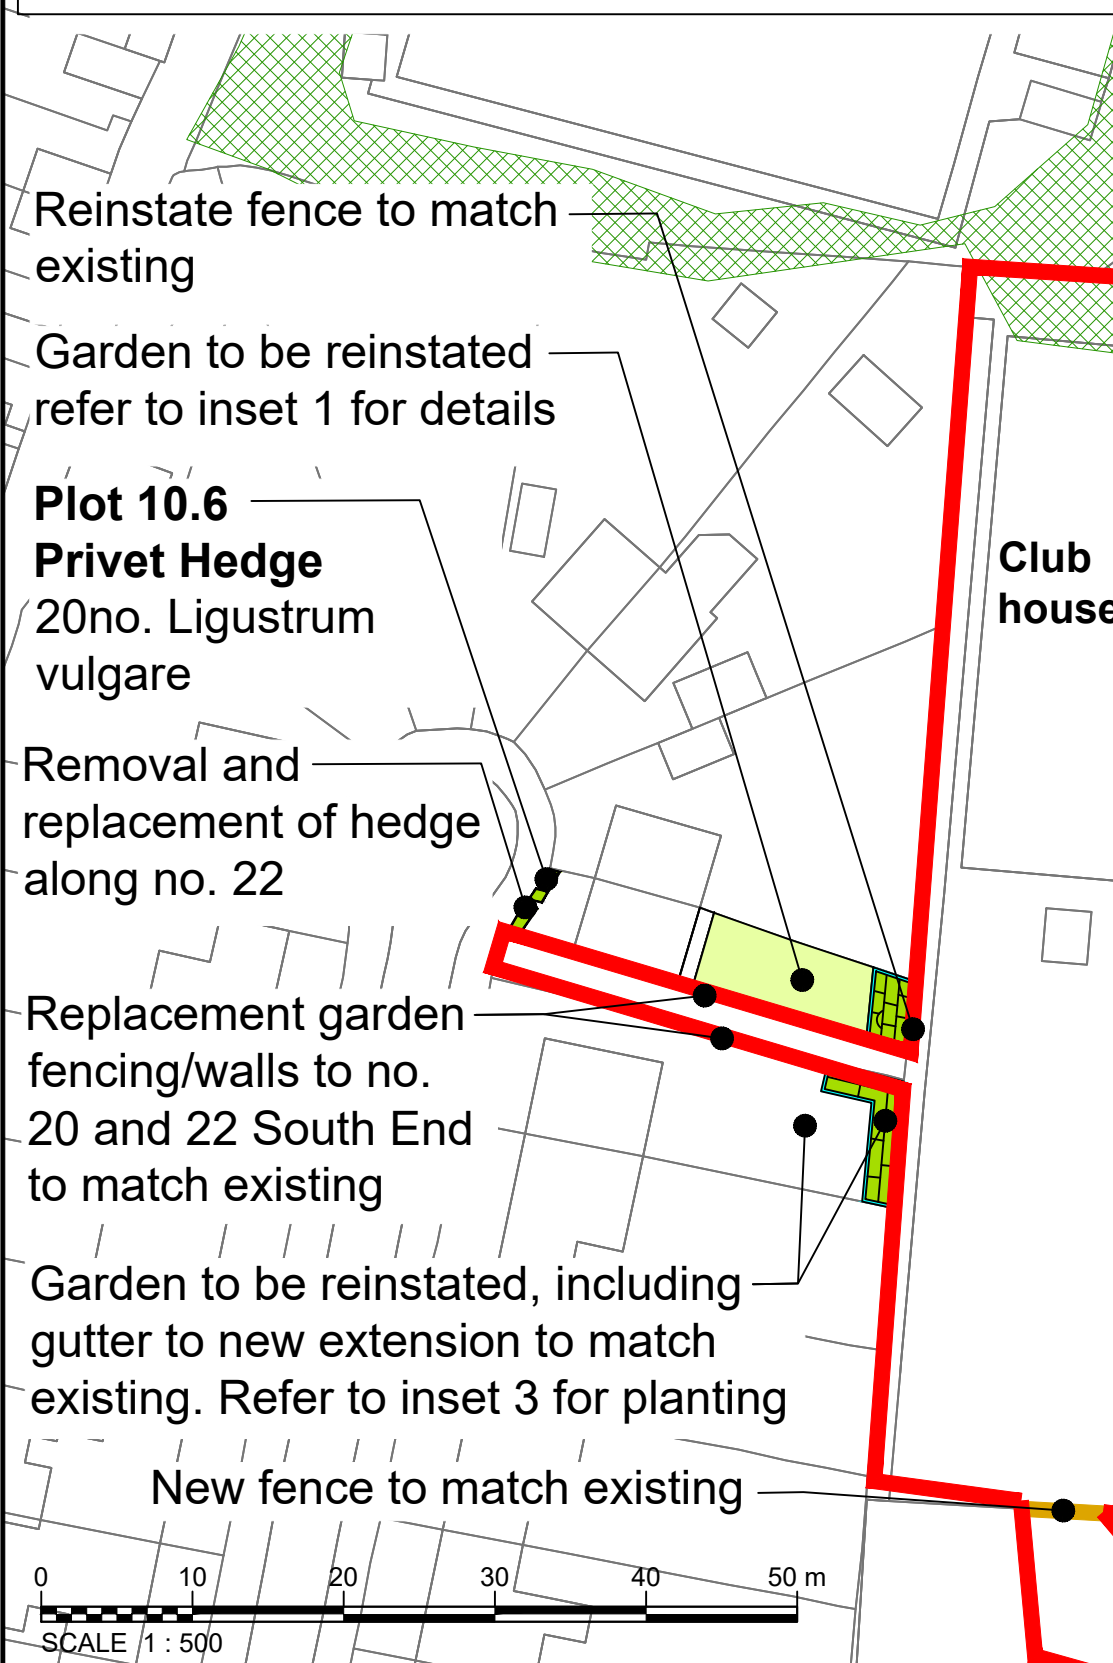 Reinstate fence to match
existing
Garden to be reinstated
refer to inset 1 for details
Plot 10.6
Privet Hedge
20no. Ligustrum
vulgare
Club
house
Removal and
replacement of hedge
along no. 22
Replacement garden
fencing/walls to no.
20 and 22 South End
to match existing
Garden to be reinstated, including
gutter to new extension to match
existing. Refer to inset 3 for planting
New fence to match existing
0 10 20 30 40 50 m
SCALE 1 : 500